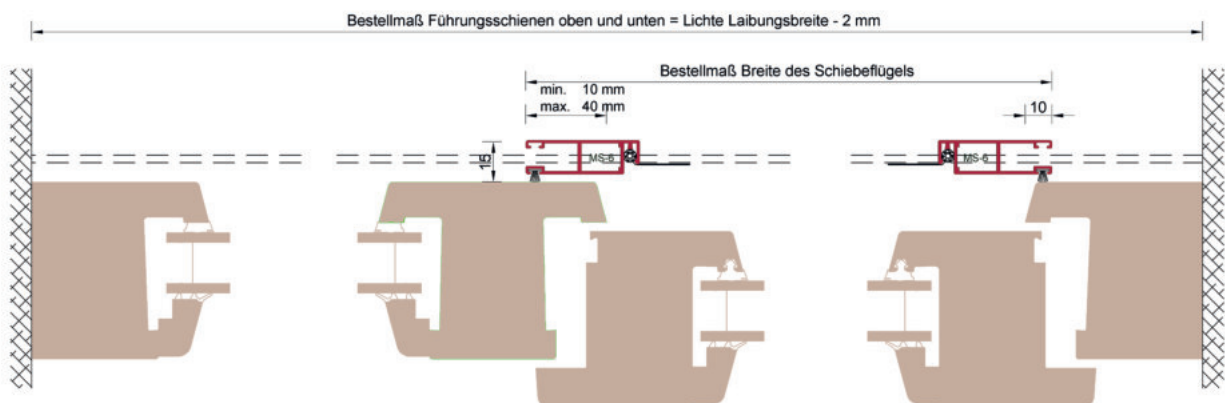 Bestellmaß Führungsschienen oben und unten = Lichte Laibungsbreite - 2 mm
Bestellmaß Breite des Schiebeflügels
min. 10 mm
max. 40 mm
10
15
MS-6
MS-6